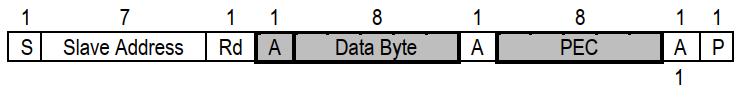 1 7 1 1 8 1 8 1 1
S Slave Address Rd A Data Byte A PEC A P
1